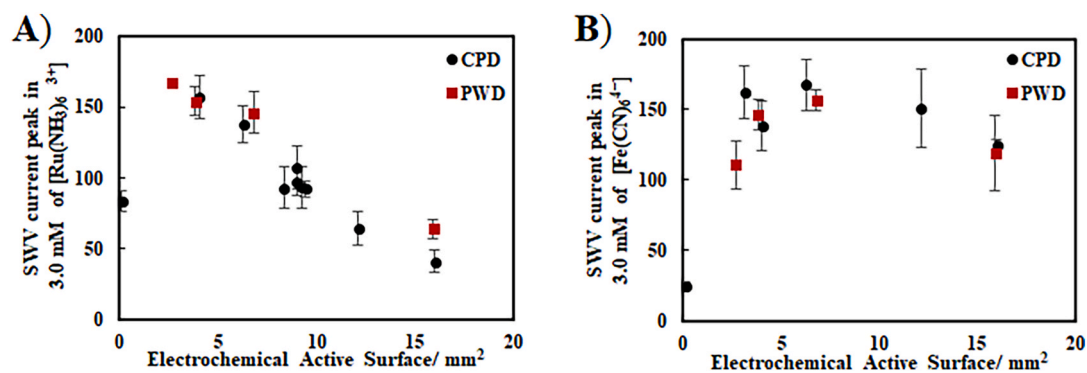 A)
SWV current peak in
3.0 mM of [Ru(NH3)6 3+]
200
150
100
50
0
0 5 10 15 20
Electrochemical Active Surface/ mm2
CPD
PWD
B)
SWV current peak in
3.0 mM of [Fe(CN)6 4−]
200
150
100
50
0
0 5 10 15 20
Electrochemical Active Surface/ mm2
CPD
PWD